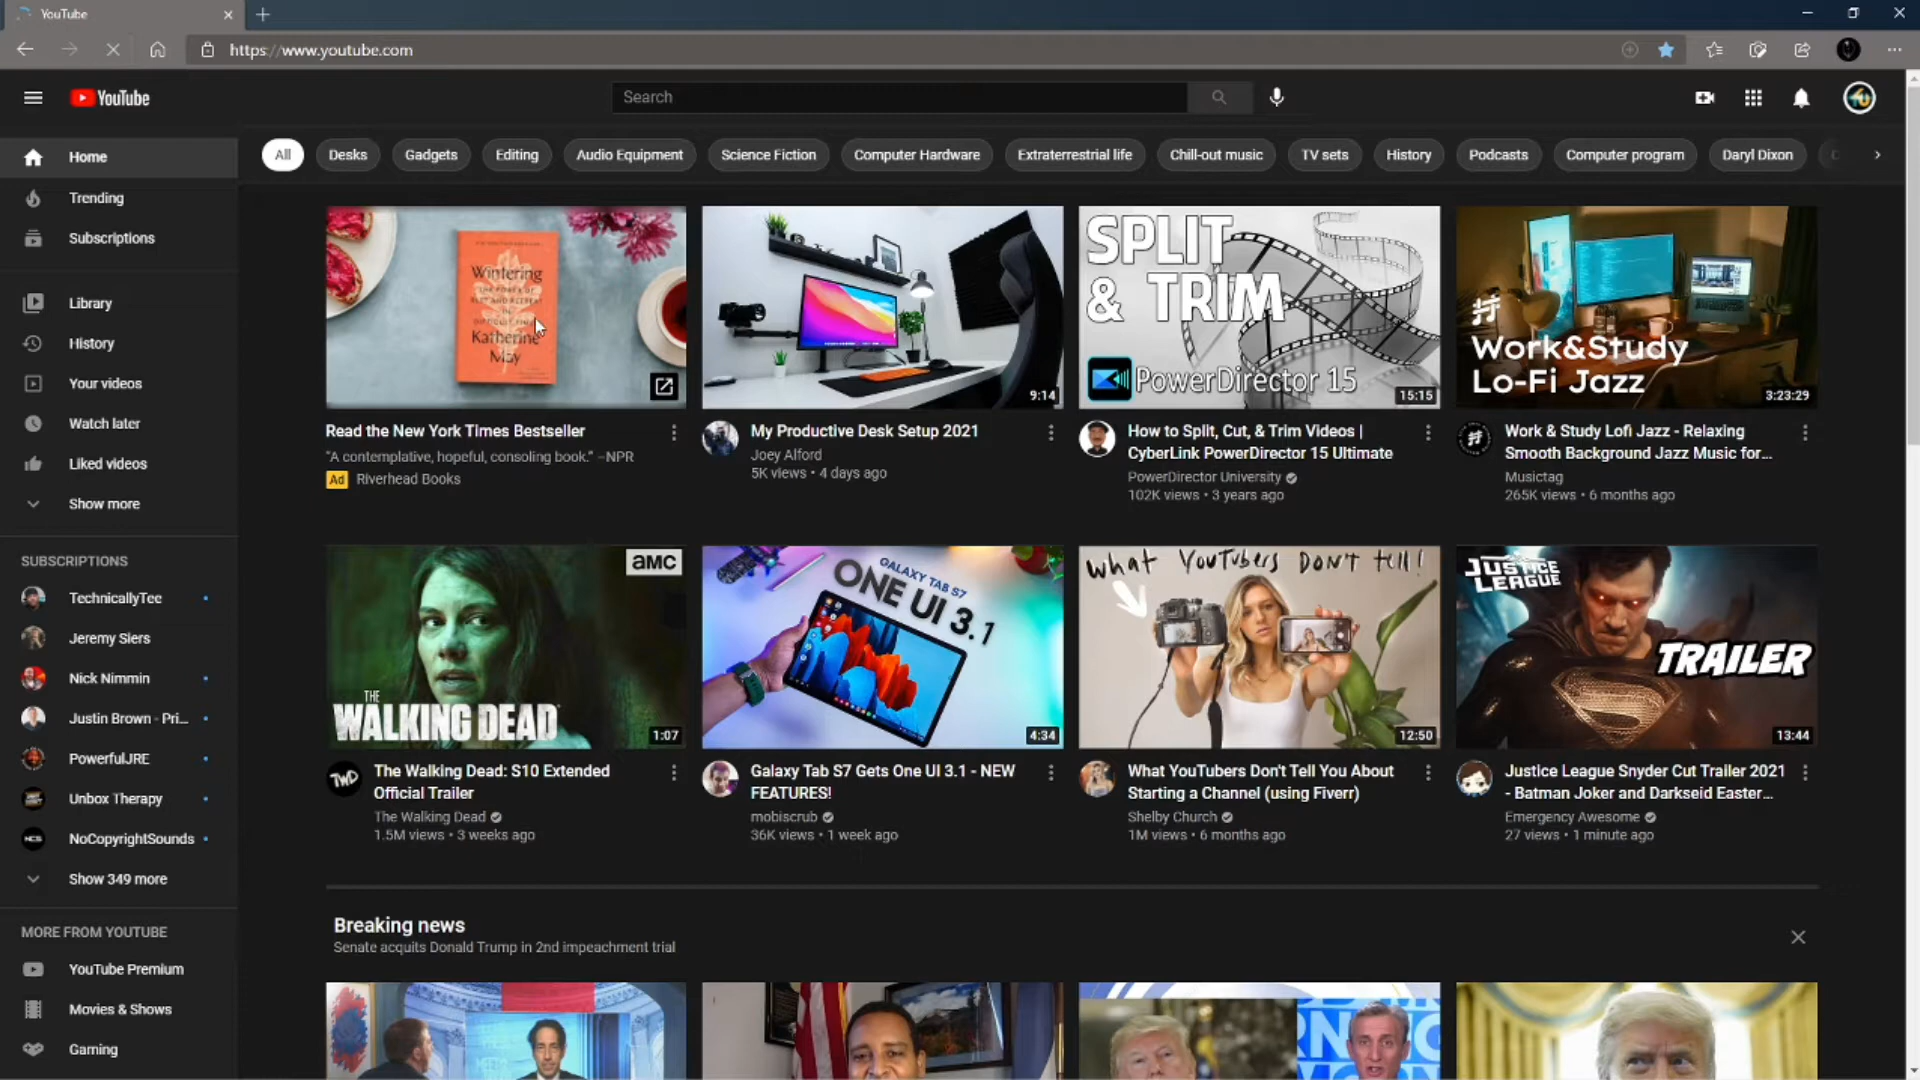 YouTube
https://www.youtube.com
YouTube
Search
All
Desks
Gadgets
Editing
Audio Equipment
Science Fiction
Computer Hardware
Extraterrestrial life
Chill-out music
TV sets
History
Podcasts
Computer program
Daryl Dixon
Home
Trending
Subscriptions
Library
History
Your videos
Watch later
Liked videos
Show more
SUBSCRIPTIONS
TechnicallyTee
Jeremy Siers
Nick Nimmin
Justin Brown - Pri...
PowerfulJRE
Unbox Therapy
NoCopyrightSounds
Show 349 more
MORE FROM YOUTUBE
YouTube Premium
Movies & Shows
Gaming
Wintering
Katherine
May
Read the New York Times Bestseller
"A contemplative, hopeful, consoling book." –NPR
Ad Riverhead Books
9:14
My Productive Desk Setup 2021
Joey Alford
5K views • 4 days ago
SPLIT
& TRIM
PowerDirector 15
15:15
How to Split, Cut, & Trim Videos |
CyberLink PowerDirector 15 Ultimate
PowerDirector University
102K views • 3 years ago
Work&Study
Lo-Fi Jazz
3:23:29
Work & Study Lofi Jazz - Relaxing
Smooth Background Jazz Music for...
Musictag
265K views • 6 months ago
aMC
THE
WALKING DEAD
1:07
TWD
The Walking Dead: S10 Extended
Official Trailer
The Walking Dead
1.5M views • 3 weeks ago
GALAXY TAB S7
ONE UI 3.1
4:34
Galaxy Tab S7 Gets One UI 3.1 - NEW
FEATURES!
mobiscrub
36K views • 1 week ago
what YouTubers DON'T tell!
12:50
What YouTubers Don't Tell You About
Starting a Channel (using Fiverr)
Shelby Church
1M views • 6 months ago
JUSTICE
LEAGUE
TRAILER
13:44
Justice League Snyder Cut Trailer 2021
- Batman Joker and Darkseid Easter...
Emergency Awesome
27 views • 1 minute ago
Breaking news
Senate acquits Donald Trump in 2nd impeachment trial